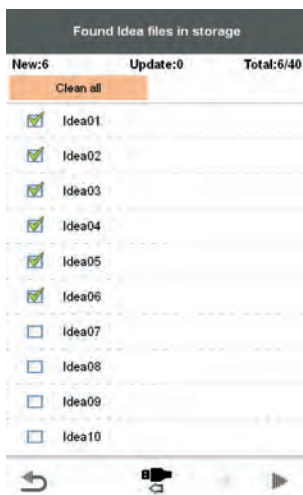 Found Idea files in storage
New:6 Update:0 Total:6/40
Clean all
Idea01
Idea02
Idea03
Idea04
Idea05
Idea06
Idea07
Idea08
Idea09
Idea10